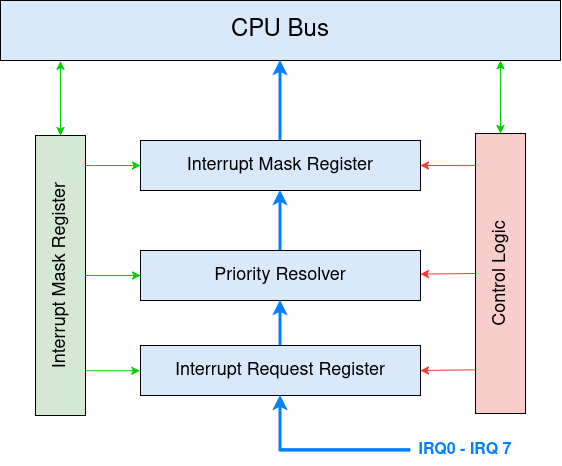 CPU Bus
Interrupt Mask Register
Interrupt Mask Register
Control Logic
Priority Resolver
Interrupt Request Register
IRQ0 - IRQ 7